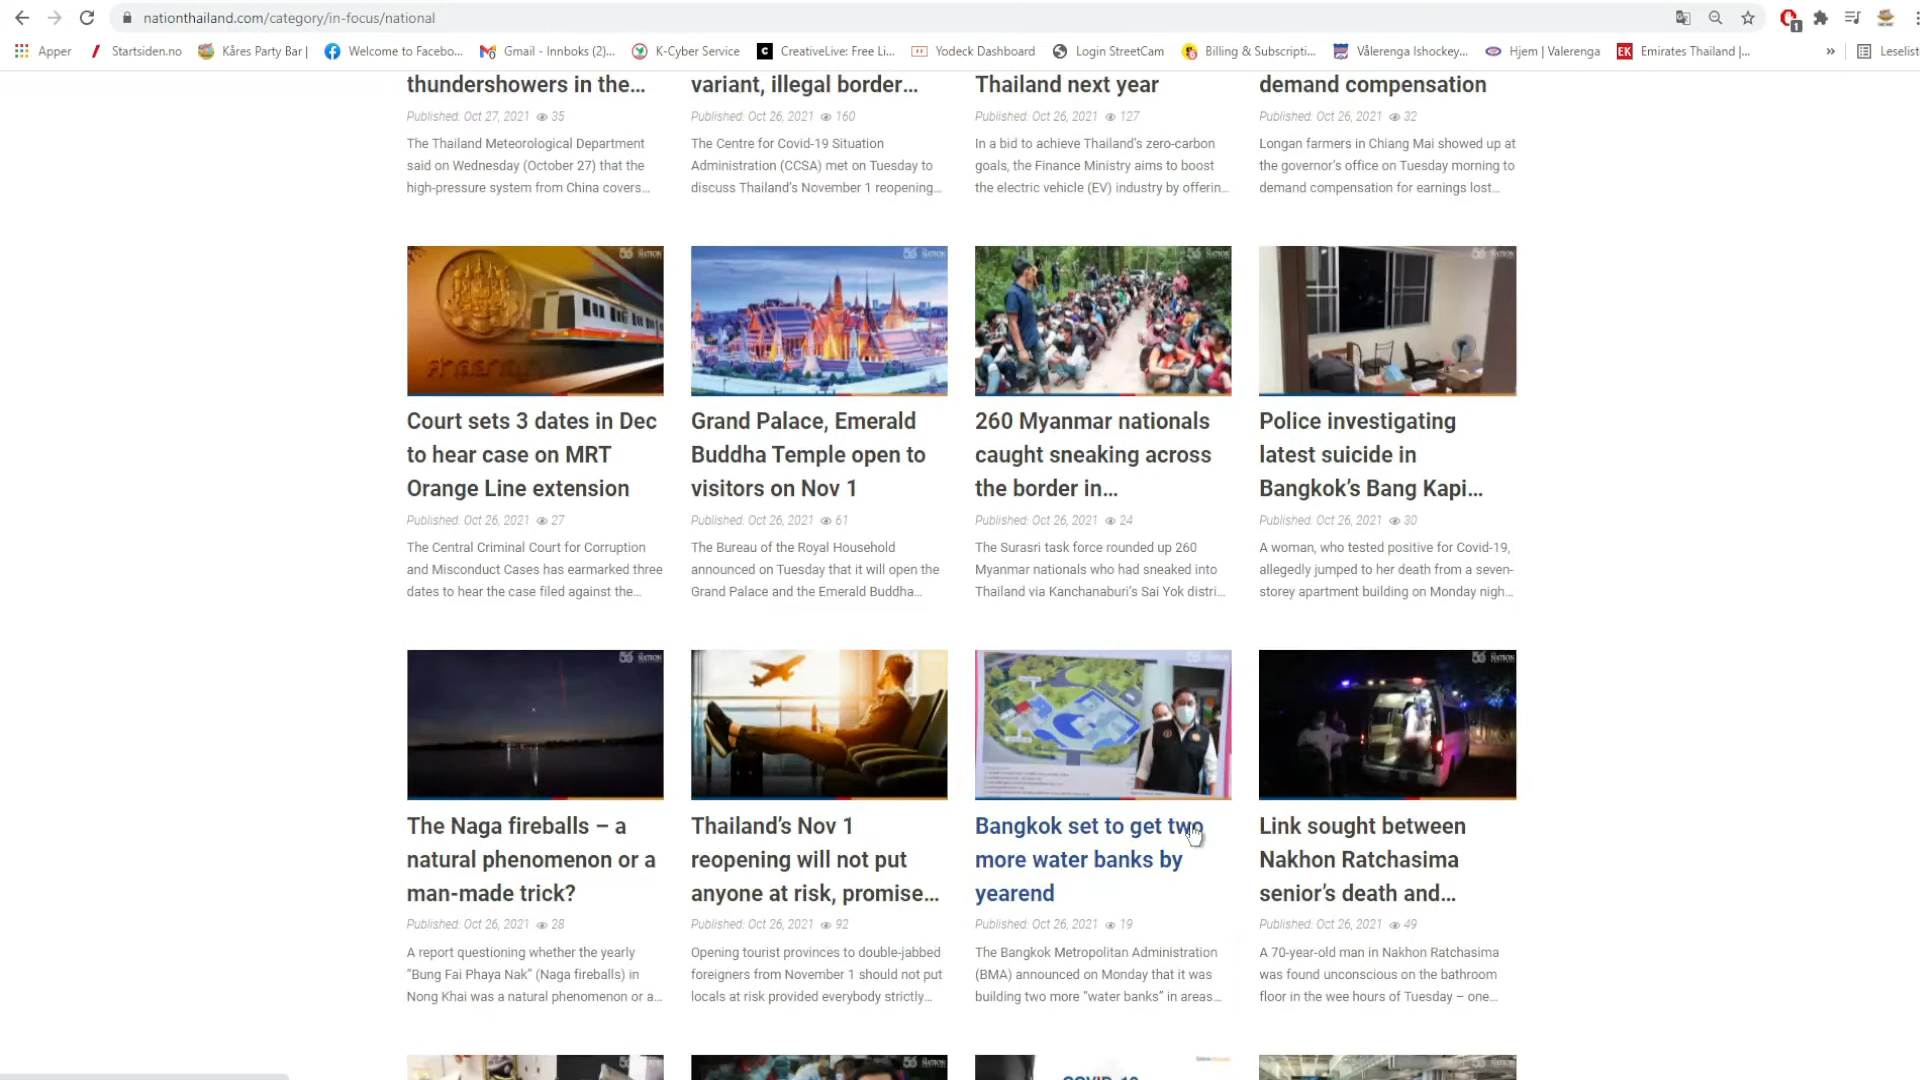 nationthailand.com/category/in-focus/national
Apper Startsiden.no Kåres Party Bar | Welcome to Facebo... Gmail - Innboks (2)... K-Cyber Service CreativeLive: Free Li... Yodeck Dashboard Login StreetCam Billing & Subscripti... Vålerenga Ishockey... Hjem | Valerenga EK Emirates Thailand |... » Leselist
thundershowers in the...
Published: Oct 27, 2021 35
The Thailand Meteorological Department
said on Wednesday (October 27) that the
high-pressure system from China covers...
variant, illegal border...
Published: Oct 26, 2021 160
The Centre for Covid-19 Situation
Administration (CCSA) met on Tuesday to
discuss Thailand's November 1 reopening...
Thailand next year
Published: Oct 26, 2021 127
In a bid to achieve Thailand's zero-carbon
goals, the Finance Ministry aims to boost
the electric vehicle (EV) industry by offerin...
demand compensation
Published: Oct 26, 2021 32
Longan farmers in Chiang Mai showed up at
the governor's office on Tuesday morning to
demand compensation for earnings lost...
Court sets 3 dates in Dec
to hear case on MRT
Orange Line extension
Published: Oct 26, 2021 27
The Central Criminal Court for Corruption
and Misconduct Cases has earmarked three
dates to hear the case filed against the...
Grand Palace, Emerald
Buddha Temple open to
visitors on Nov 1
Published: Oct 26, 2021 61
The Bureau of the Royal Household
announced on Tuesday that it will open the
Grand Palace and the Emerald Buddha...
260 Myanmar nationals
caught sneaking across
the border in...
Published: Oct 26, 2021 24
The Surasri task force rounded up 260
Myanmar nationals who had sneaked into
Thailand via Kanchanaburi's Sai Yok distri...
Police investigating
latest suicide in
Bangkok's Bang Kapi...
Published: Oct 26, 2021 30
A woman, who tested positive for Covid-19,
allegedly jumped to her death from a seven-
storey apartment building on Monday nigh...
The Naga fireballs – a
natural phenomenon or a
man-made trick?
Published: Oct 26, 2021 28
A report questioning whether the yearly
"Bung Fai Phaya Nak" (Naga fireballs) in
Nong Khai was a natural phenomenon or a...
Thailand's Nov 1
reopening will not put
anyone at risk, promise...
Published: Oct 26, 2021 92
Opening tourist provinces to double-jabbed
foreigners from November 1 should not put
locals at risk provided everybody strictly...
Bangkok set to get two
more water banks by
yearend
Published: Oct 26, 2021 19
The Bangkok Metropolitan Administration
(BMA) announced on Monday that it was
building two more "water banks" in areas...
Link sought between
Nakhon Ratchasima
senior's death and...
Published: Oct 26, 2021 49
A 70-year-old man in Nakhon Ratchasima
was found unconscious on the bathroom
floor in the wee hours of Tuesday – one...